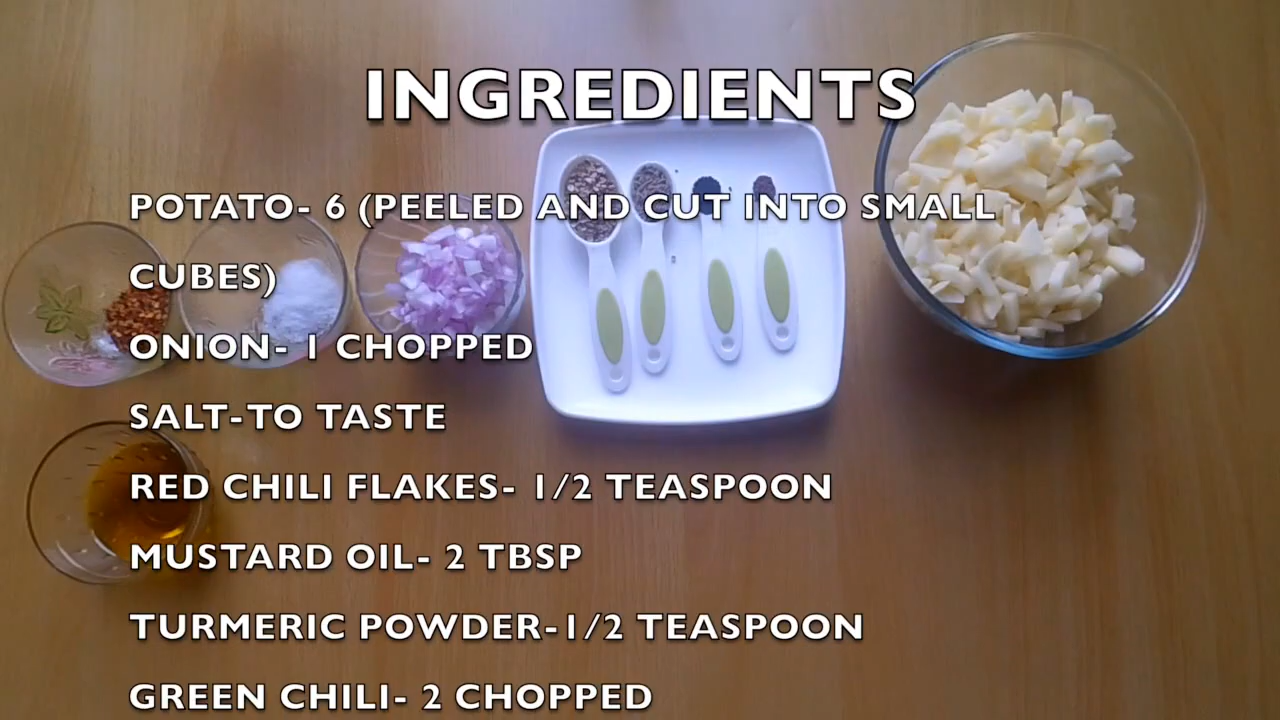 INGREDIENTS
POTATO- 6 (PEELED AND CUT INTO SMALL
CUBES)
ONION- 1 CHOPPED
SALT-TO TASTE
RED CHILI FLAKES- 1/2 TEASPOON
MUSTARD OIL- 2 TBSP
TURMERIC POWDER-1/2 TEASPOON
GREEN CHILI- 2 CHOPPED